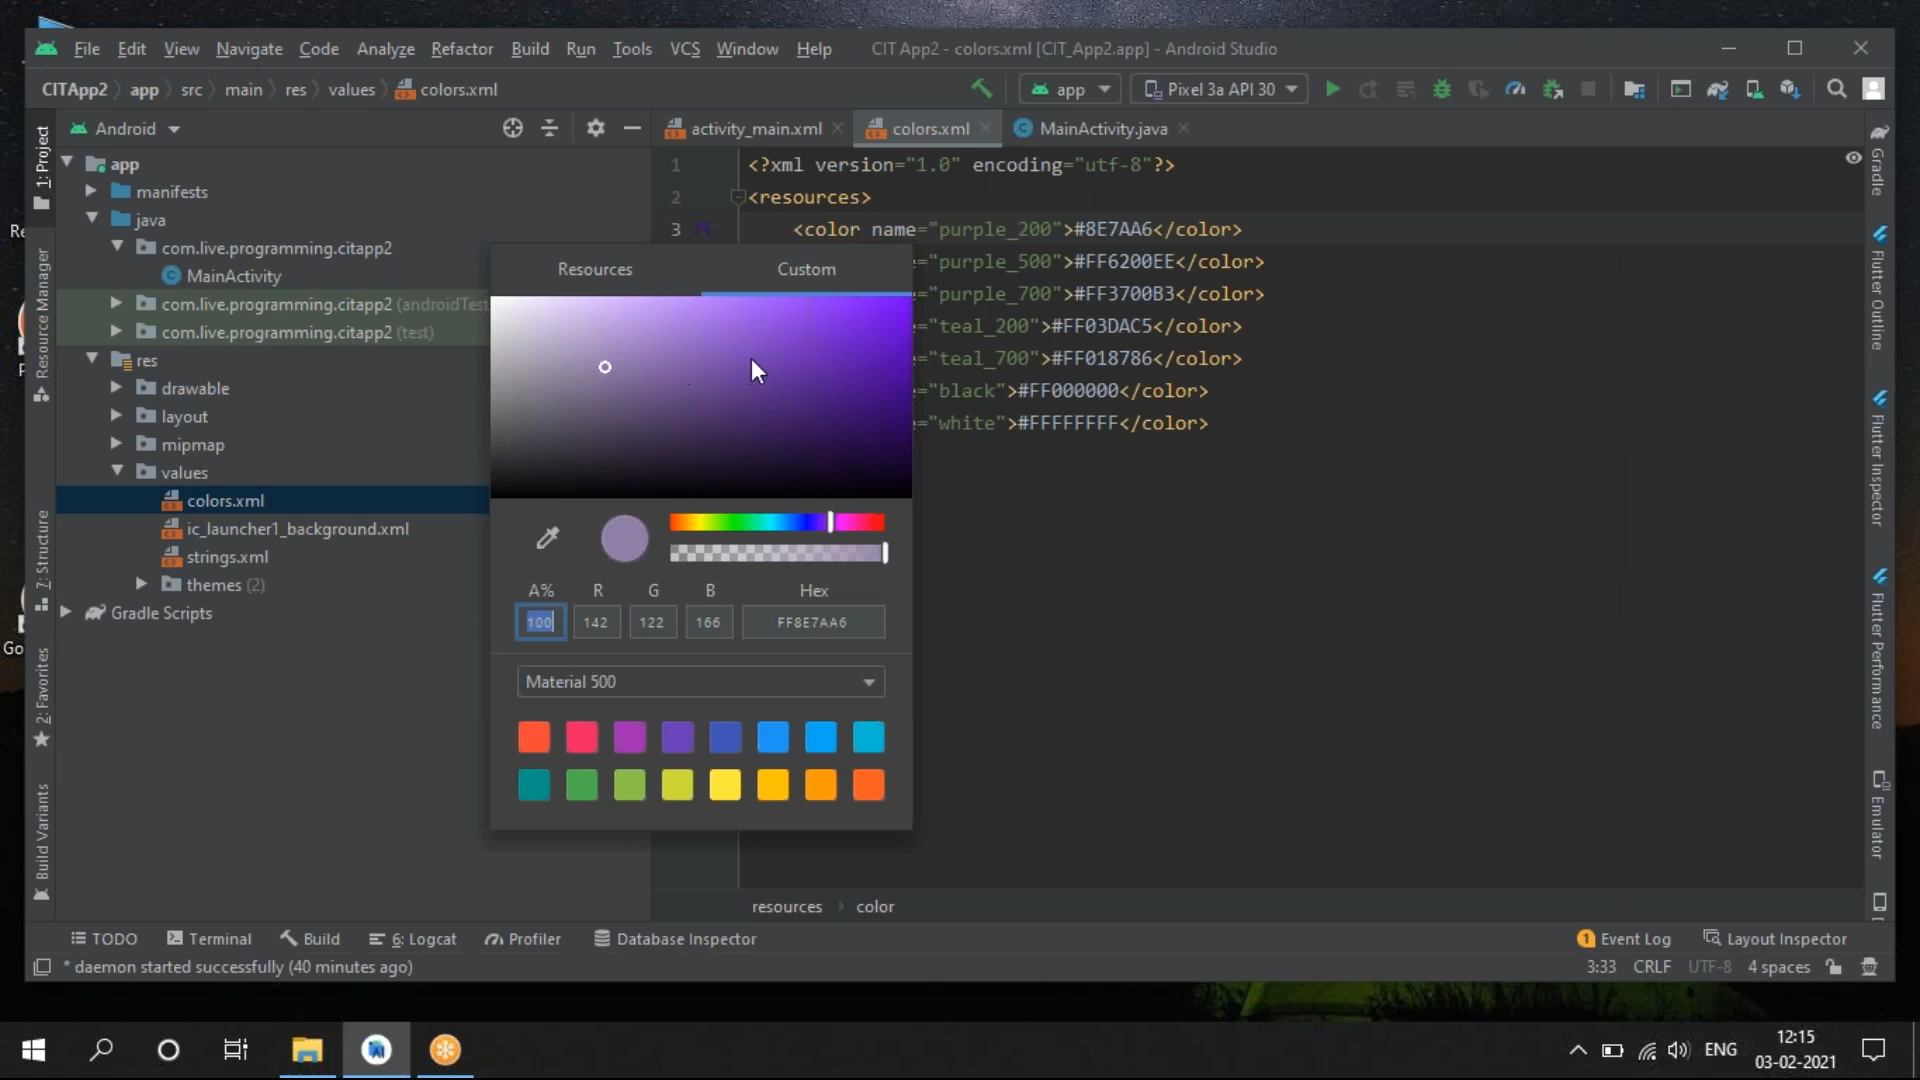 File Edit View Navigate Code Analyze Refactor Build Run Tools VCS Window Help CIT App2 - colors.xml [CIT_App2.app] - Android Studio
CITApp2 app src main res values colors.xml app Pixel 3a API 30
Android
activity_main.xml colors.xml MainActivity.java
1: Project
Resource Manager
7: Structure
2: Favorites
Build Variants
app
manifests
java
com.live.programming.citapp2
MainActivity
com.live.programming.citapp2 (androidTest
com.live.programming.citapp2 (test)
res
drawable
layout
mipmap
values
colors.xml
ic_launcher1_background.xml
strings.xml
themes (2)
Gradle Scripts
1 <?xml version="1.0" encoding="utf-8"?>
2 <resources>
3 <color name="purple_200">#8E7AA6</color>
="purple_500">#FF6200EE</color>
="purple_700">#FF3700B3</color>
="teal_200">#FF03DAC5</color>
="teal_700">#FF018786</color>
="black">#FF000000</color>
="white">#FFFFFFFF</color>
Resources Custom
A% R G B Hex
100 142 122 166 FF8E7AA6
Material 500
resources color
Gradle
Flutter Outline
Flutter Inspector
Flutter Performance
Emulator
TODO Terminal Build 6: Logcat Profiler Database Inspector 1 Event Log Layout Inspector
* daemon started successfully (40 minutes ago) 3:33 CRLF UTF-8 4 spaces
Go
ENG
12:15
03-02-2021